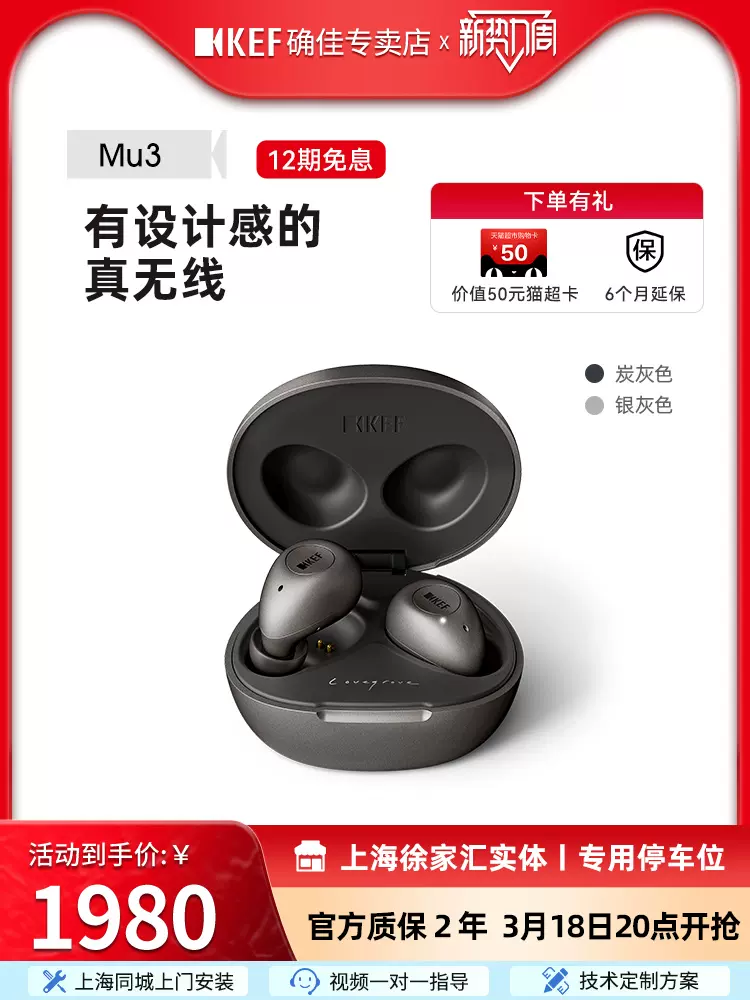 KEF确佳专卖店 x 新势力周
Mu3
12期免息
有设计感的
真无线
下单有礼
天猫超市购物卡
¥50
保
价值50元猫超卡
6个月延保
炭灰色
银灰色
KEF
KEF
KEF
Lovegrove
活动到手价:¥
1980
上海徐家汇实体丨专用停车位
官方质保2年 3月18日20点开抢
上海同城上门安装
视频一对一指导
技术定制方案